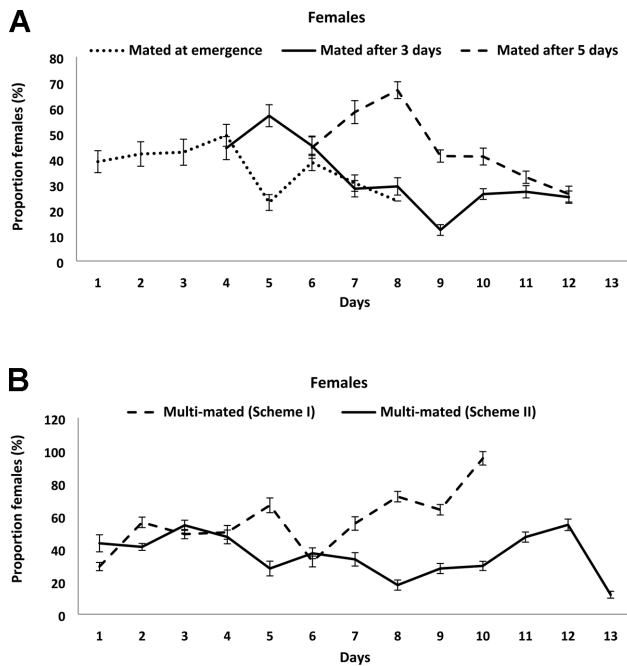 A
Females
Mated at emergence Mated after 3 days Mated after 5 days
Proportion females (%)
80
70
60
50
40
30
20
10
0
1 2 3 4 5 6 7 8 9 10 11 12 13
Days
B
Females
Multi-mated (Scheme I) Multi-mated (Scheme II)
Proportion females (%)
120
100
80
60
40
20
0
1 2 3 4 5 6 7 8 9 10 11 12 13
Days